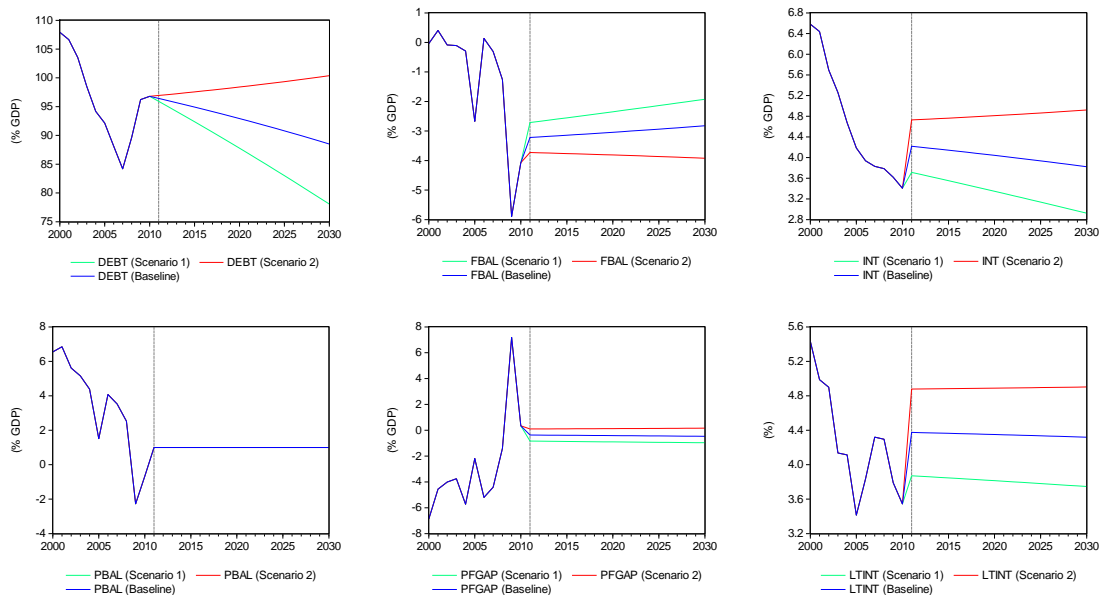 110
105
100
95
90
85
80
75
(% GDP)
2000 2005 2010 2015 2020 2025 2030
DEBT (Scenario 1) DEBT (Scenario 2)
DEBT (Baseline)
1
0
-1
-2
-3
-4
-5
-6
(% GDP)
2000 2005 2010 2015 2020 2025 2030
FBAL (Scenario 1) FBAL (Scenario 2)
FBAL (Baseline)
6.8
6.4
6.0
5.6
5.2
4.8
4.4
4.0
3.6
3.2
2.8
(% GDP)
2000 2005 2010 2015 2020 2025 2030
INT (Scenario 1) INT (Scenario 2)
INT (Baseline)
8
6
4
2
0
-2
-4
(% GDP)
2000 2005 2010 2015 2020 2025 2030
PBAL (Scenario 1) PBAL (Scenario 2)
PBAL (Baseline)
8
6
4
2
0
-2
-4
-6
-8
(% GDP)
2000 2005 2010 2015 2020 2025 2030
PFGAP (Scenario 1) PFGAP (Scenario 2)
PFGAP (Baseline)
5.6
5.2
4.8
4.4
4.0
3.6
3.2
(%)
2000 2005 2010 2015 2020 2025 2030
LTINT (Scenario 1) LTINT (Scenario 2)
LTINT (Baseline)